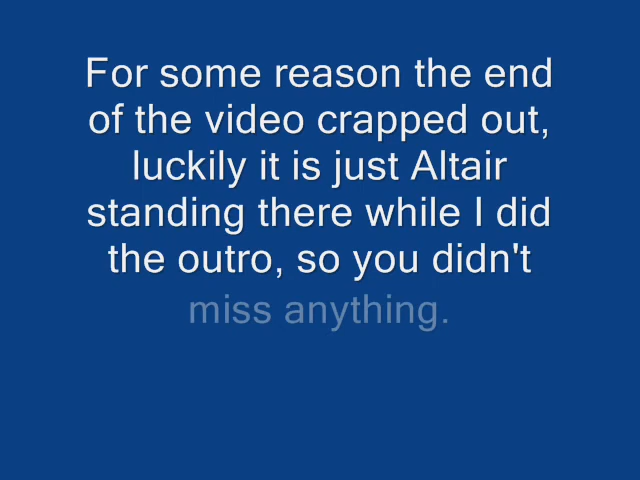 For some reason the end
of the video crapped out,
luckily it is just Altair
standing there while I did
the outro, so you didn't
miss anything.